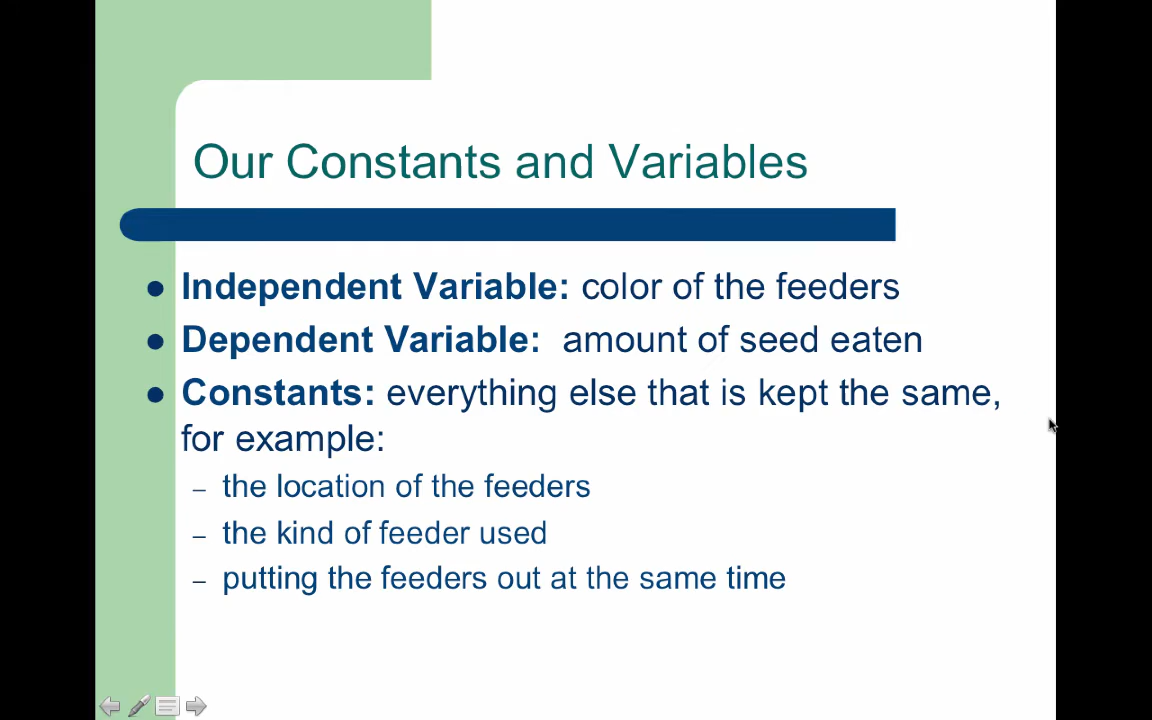 Our Constants and Variables
● Independent Variable: color of the feeders
● Dependent Variable:  amount of seed eaten
● Constants: everything else that is kept the same,
for example:
– the location of the feeders
– the kind of feeder used
– putting the feeders out at the same time